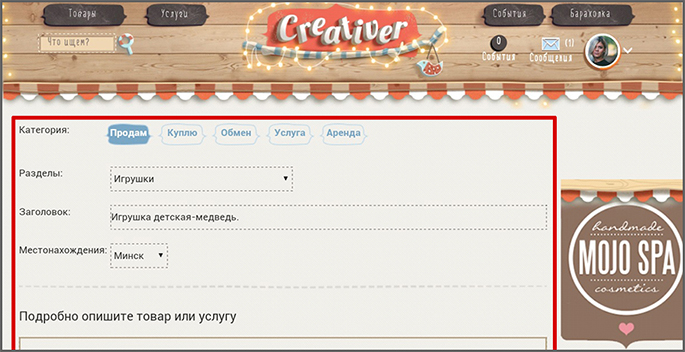 Товары
Услуги
Creativer
События
Барахолка
Что ищем?
0
События
(1)
Сообщения
Категория:
Продам
Куплю
Обмен
Услуга
Аренда
Разделы:
Игрушки
Заголовок:
Игрушка детская-медведь.
Местонахождения:
Минск
handmade
MOJO SPA
cosmetics
Подробно опишите товар или услугу